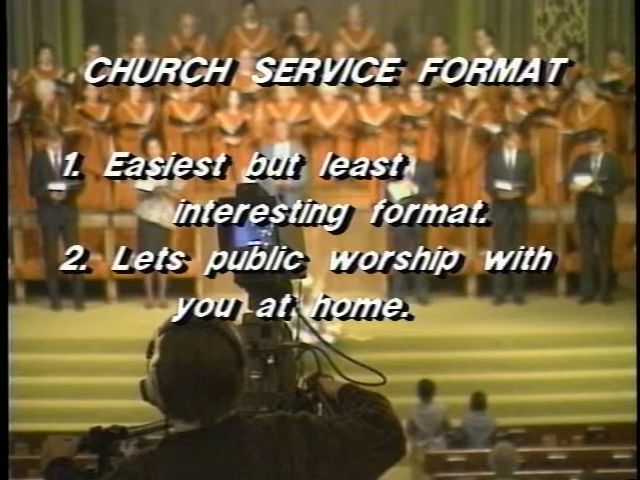 CHURCH SERVICE FORMAT
1. Easiest but least
interesting format.
2. Lets public worship with
you at home.